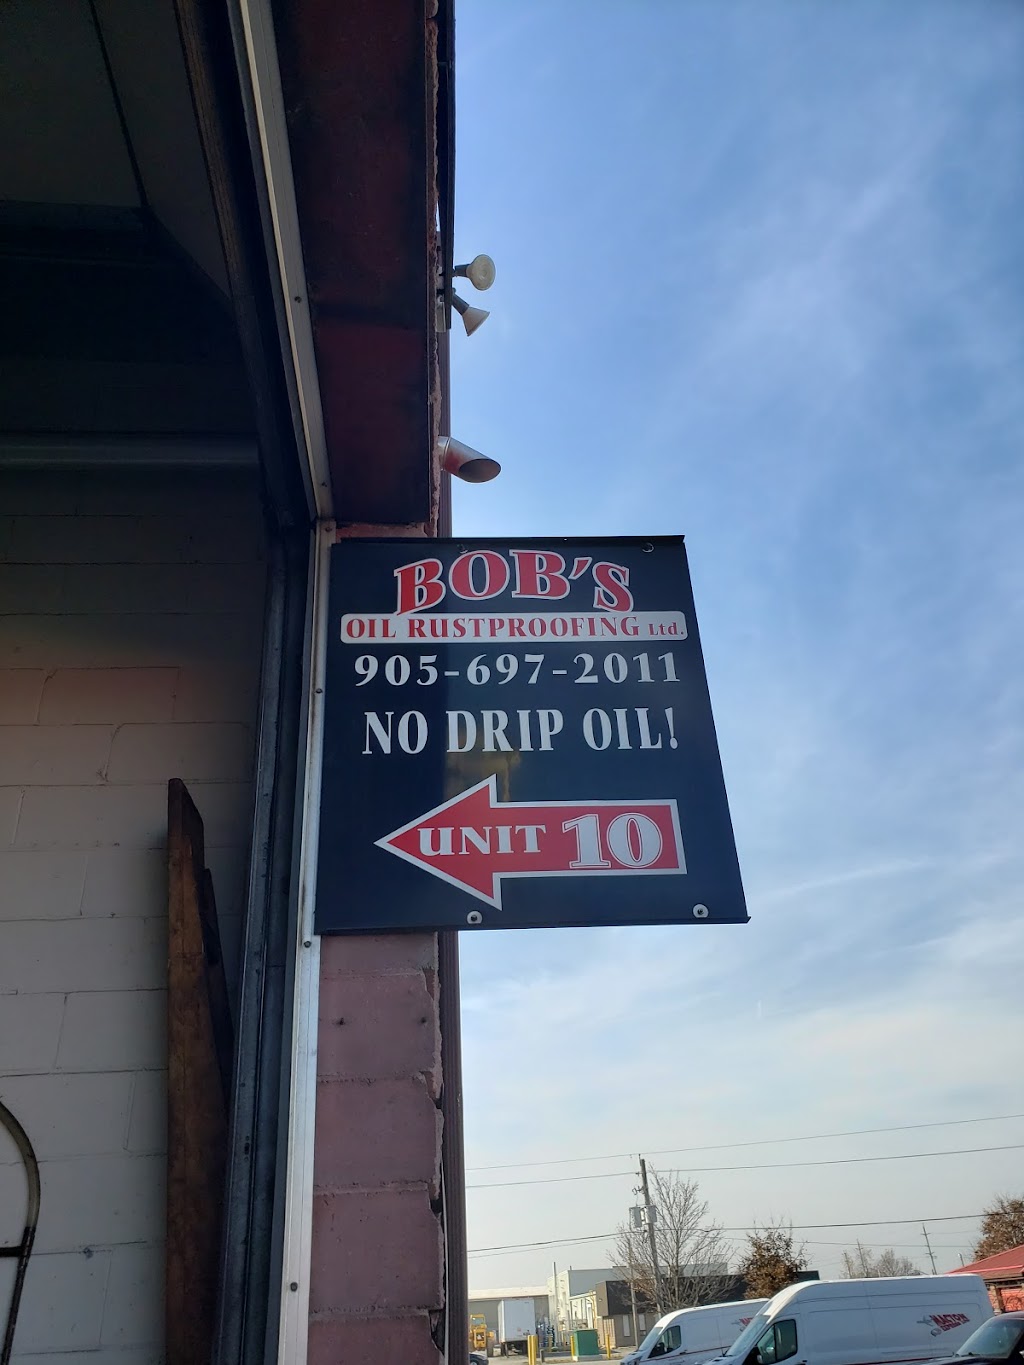 BOB'S
OIL RUSTPROOFING Ltd.
905-697-2011
NO DRIP OIL!
UNIT 10